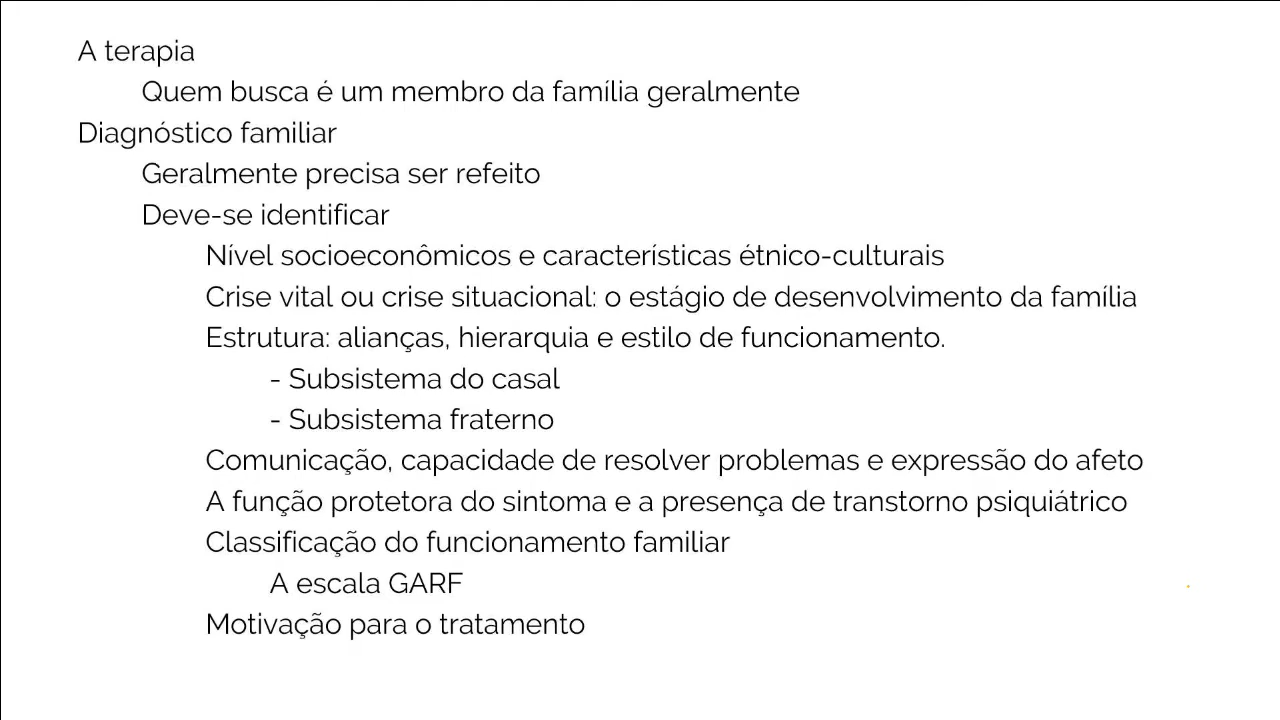 A terapia
Quem busca é um membro da família geralmente
Diagnóstico familiar
Geralmente precisa ser refeito
Deve-se identificar
Nível socioeconômicos e características étnico-culturais
Crise vital ou crise situacional: o estágio de desenvolvimento da família
Estrutura: alianças, hierarquia e estilo de funcionamento.
- Subsistema do casal
- Subsistema fraterno
Comunicação, capacidade de resolver problemas e expressão do afeto
A função protetora do sintoma e a presença de transtorno psiquiátrico
Classificação do funcionamento familiar
A escala GARF
Motivação para o tratamento